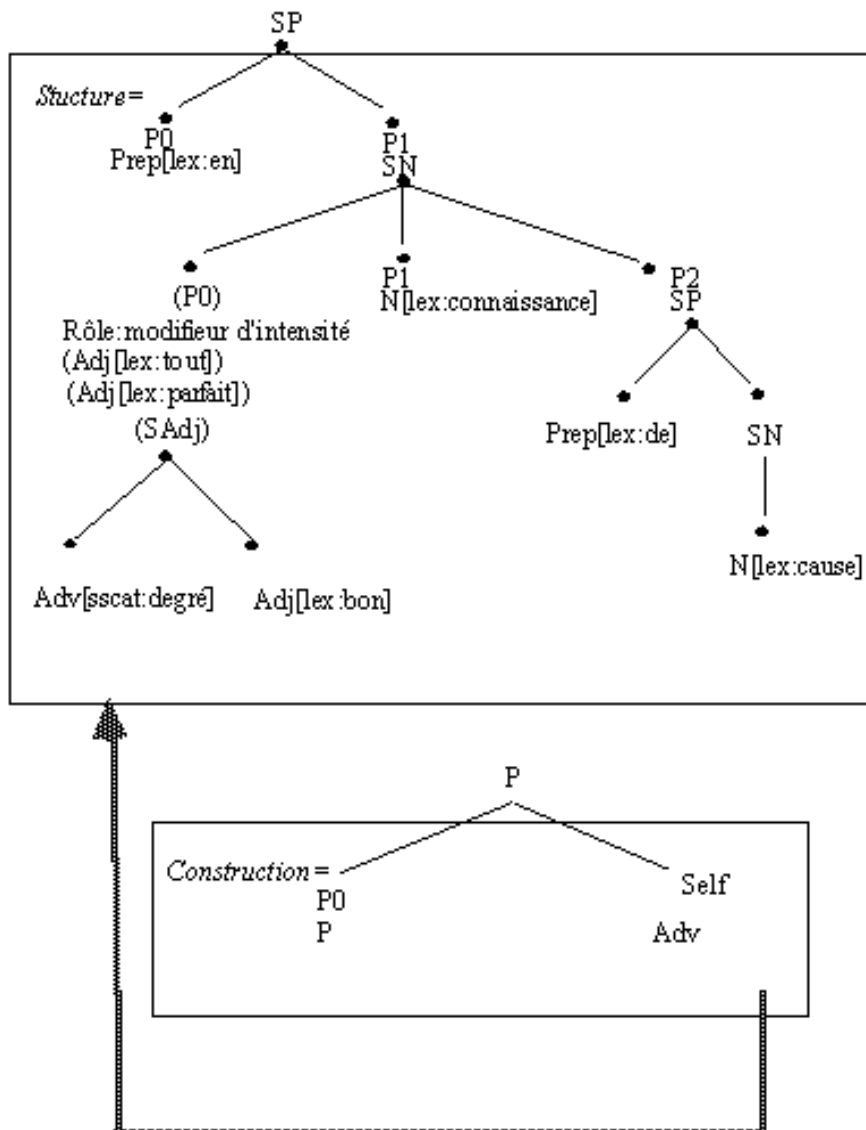 SP
Stucture=
P0
Prep[lex:en]
P1
SN
(P0)
Rôle:modifieur d'intensité
(Adj[lex:tout])
(Adj[lex:parfait])
(SAdj)
P1
N[lex:connaissance]
P2
SP
Prep[lex:de]
SN
N[lex:cause]
Adv[sscat:degré]
Adj[lex:bon]
P
Construction=
P0
P
Self
Adv